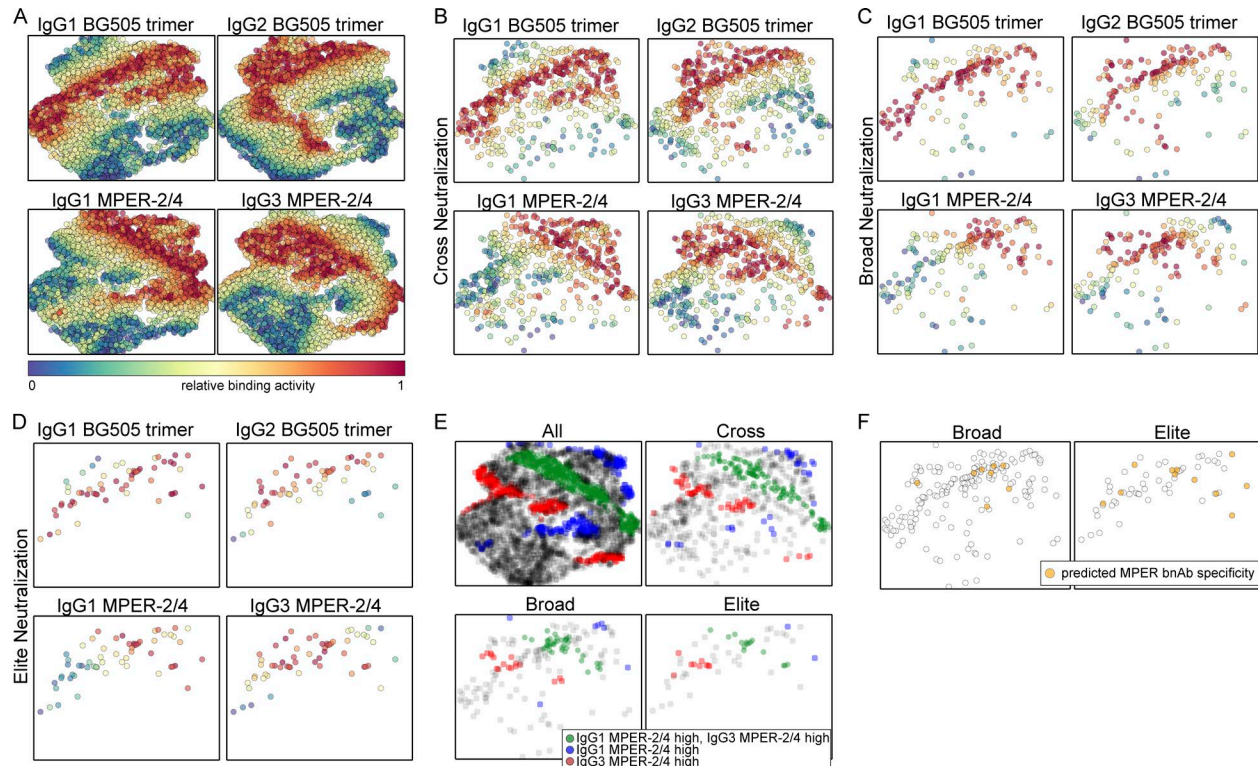 A
IgG1 BG505 trimer IgG2 BG505 trimer
IgG1 MPER-2/4 IgG3 MPER-2/4
0 relative binding activity 1
B
Cross Neutralization
IgG1 BG505 trimer IgG2 BG505 trimer
IgG1 MPER-2/4 IgG3 MPER-2/4
C
Broad Neutralization
IgG1 BG505 trimer IgG2 BG505 trimer
IgG1 MPER-2/4 IgG3 MPER-2/4
D
Elite Neutralization
IgG1 BG505 trimer IgG2 BG505 trimer
IgG1 MPER-2/4 IgG3 MPER-2/4
E
All Cross
Broad Elite
IgG1 MPER-2/4 high, IgG3 MPER-2/4 high
IgG1 MPER-2/4 high
IgG3 MPER-2/4 high
F
Broad Elite
predicted MPER bnAb specificity